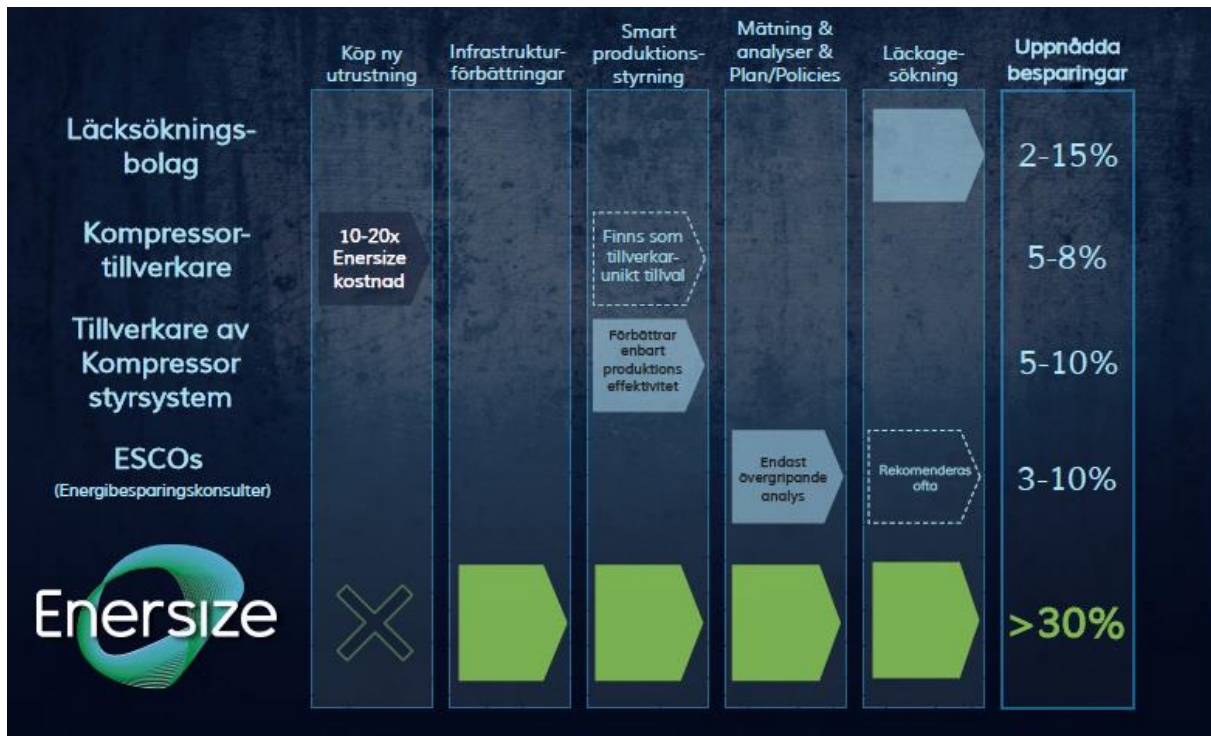 Köp ny
utrustning
Infrastruktur-
förbättringar
Smart
produktions-
styrning
Mätning &
analyser &
Plan/Policies
Läckage-
sökning
Uppnådda
besparingar
Läcksöknings-
bolag
2-15%
Kompressor-
tillverkare
10-20x
Enersize
kostnad
Finns som
tillverkar-
unikt tillval
5-8%
Tillverkare av
Kompressor
styrsystem
Förbättrar
enbart
produktions
effektivitet
5-10%
ESCOs
(Energibesparingskonsulter)
Endast
övergripande
analys
Rekomenderas
ofta
3-10%
Enersize
>30%